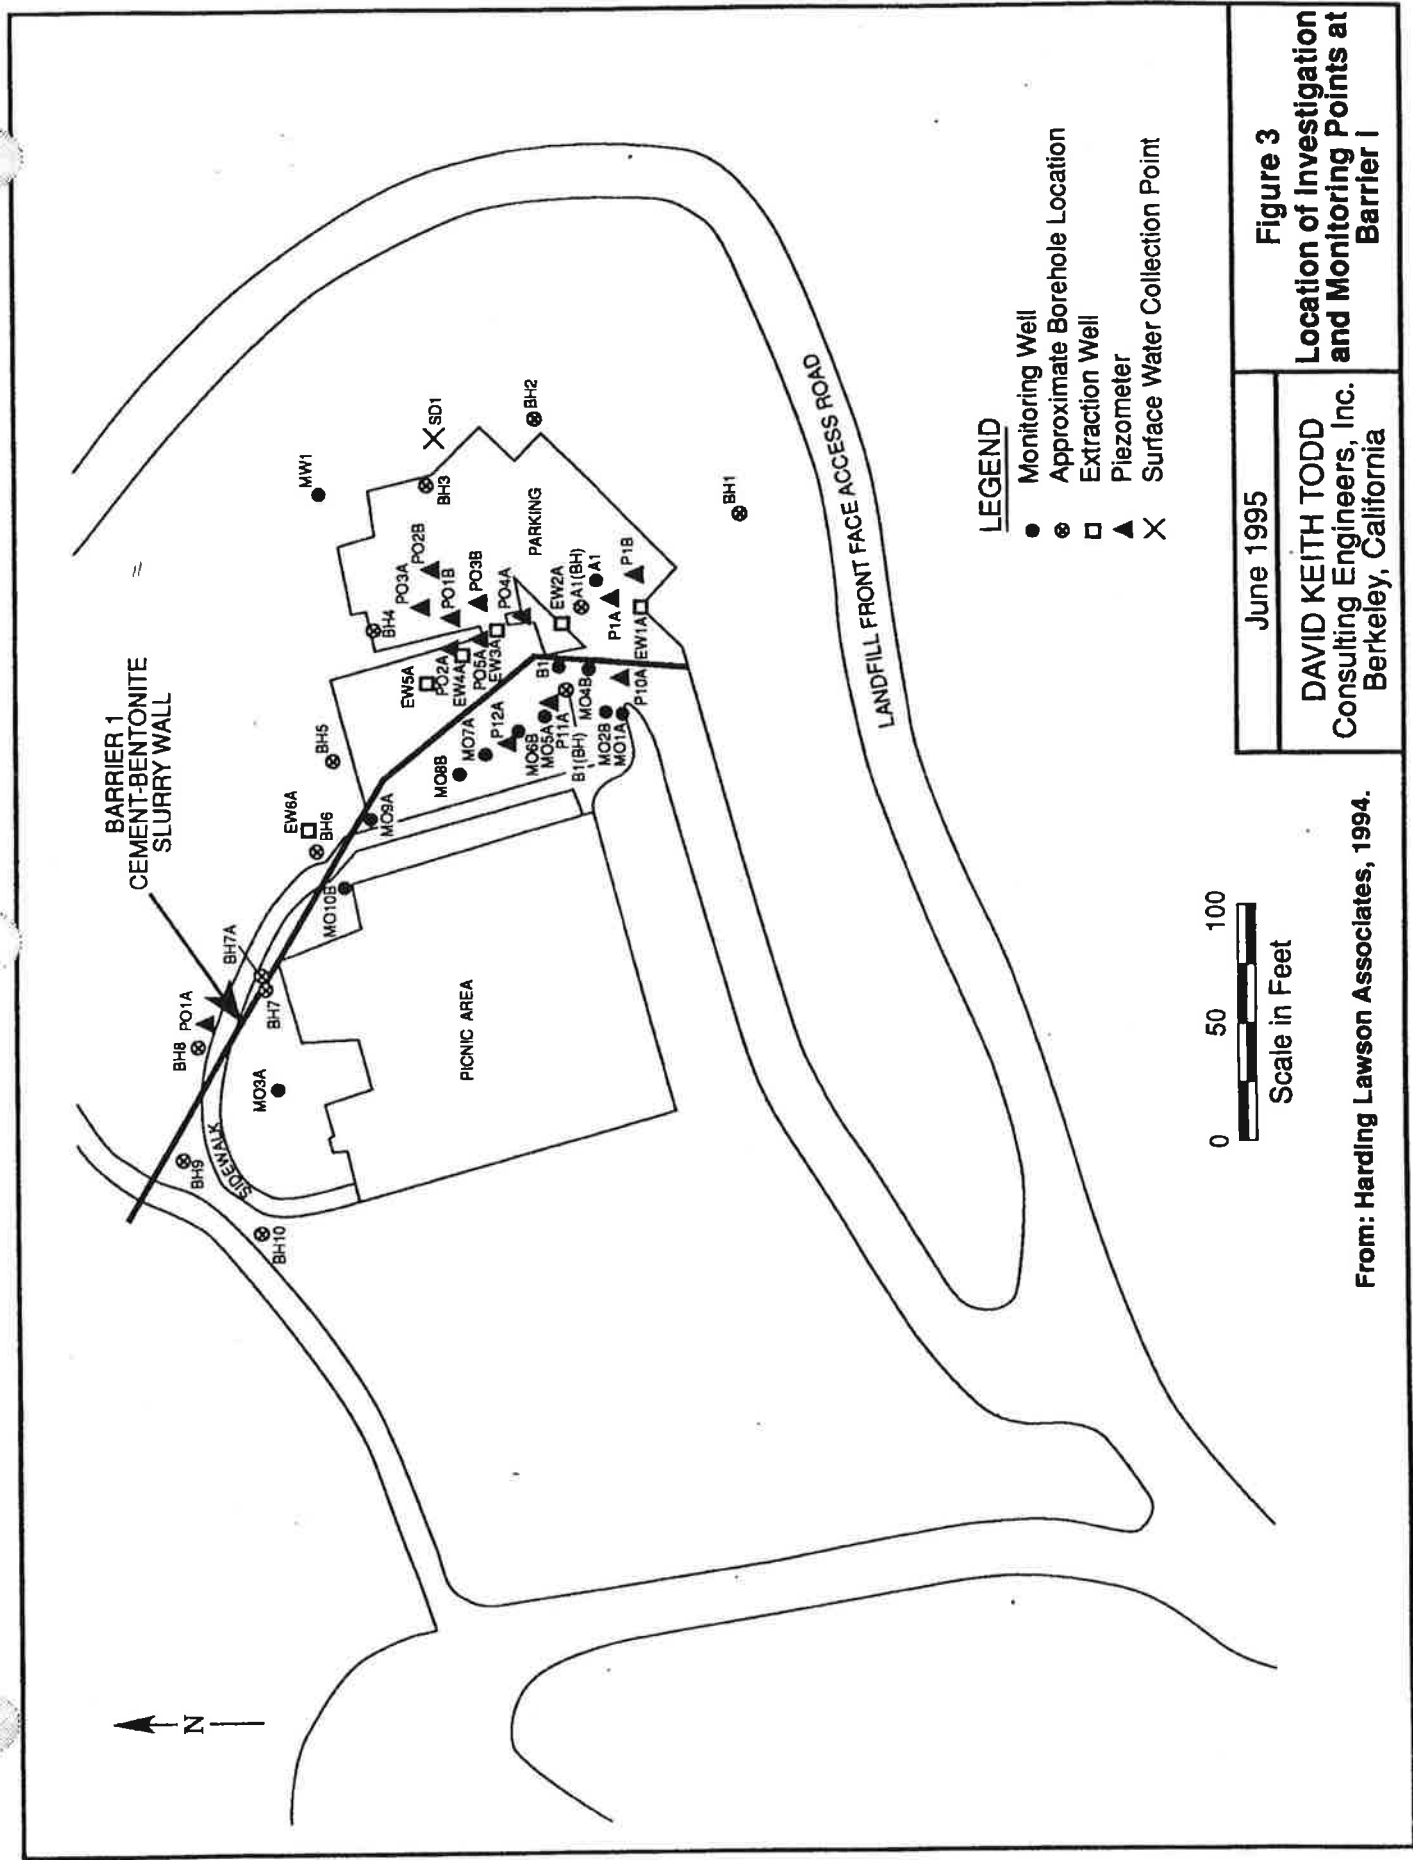 BARRIER 1
CEMENT-BENTONITE
SLURRY WALL
N
BH10
BH9
SIDEWALK
BH8
PO1A
MO3A
BH7A
BH7
PICNIC AREA
MO10B
EW6A
BH6
MO9A
BH5
MO8B
MO7A
P12A
MO6B
MO5A
P11A
B1(BH)
MO2B
MO1A
MO4B
B1
P10A
EW5A
PO2A
EW4A
PO5A
EW3A
BH4
PO3A
PO2B
PO1B
PO3B
PO4A
EW2A
A1(BH)
A1
P1A
P1B
EW1A
PARKING
MW1
BH3
SD1
BH2
BH1
LANDFILL FRONT FACE ACCESS ROAD
LEGEND
Monitoring Well
Approximate Borehole Location
Extraction Well
Piezometer
Surface Water Collection Point
0 50 100
Scale in Feet
From: Harding Lawson Associates, 1994.
June 1995
DAVID KEITH TODD
Consulting Engineers, Inc.
Berkeley, California
Figure 3
Location of Investigation
and Monitoring Points at
Barrier I